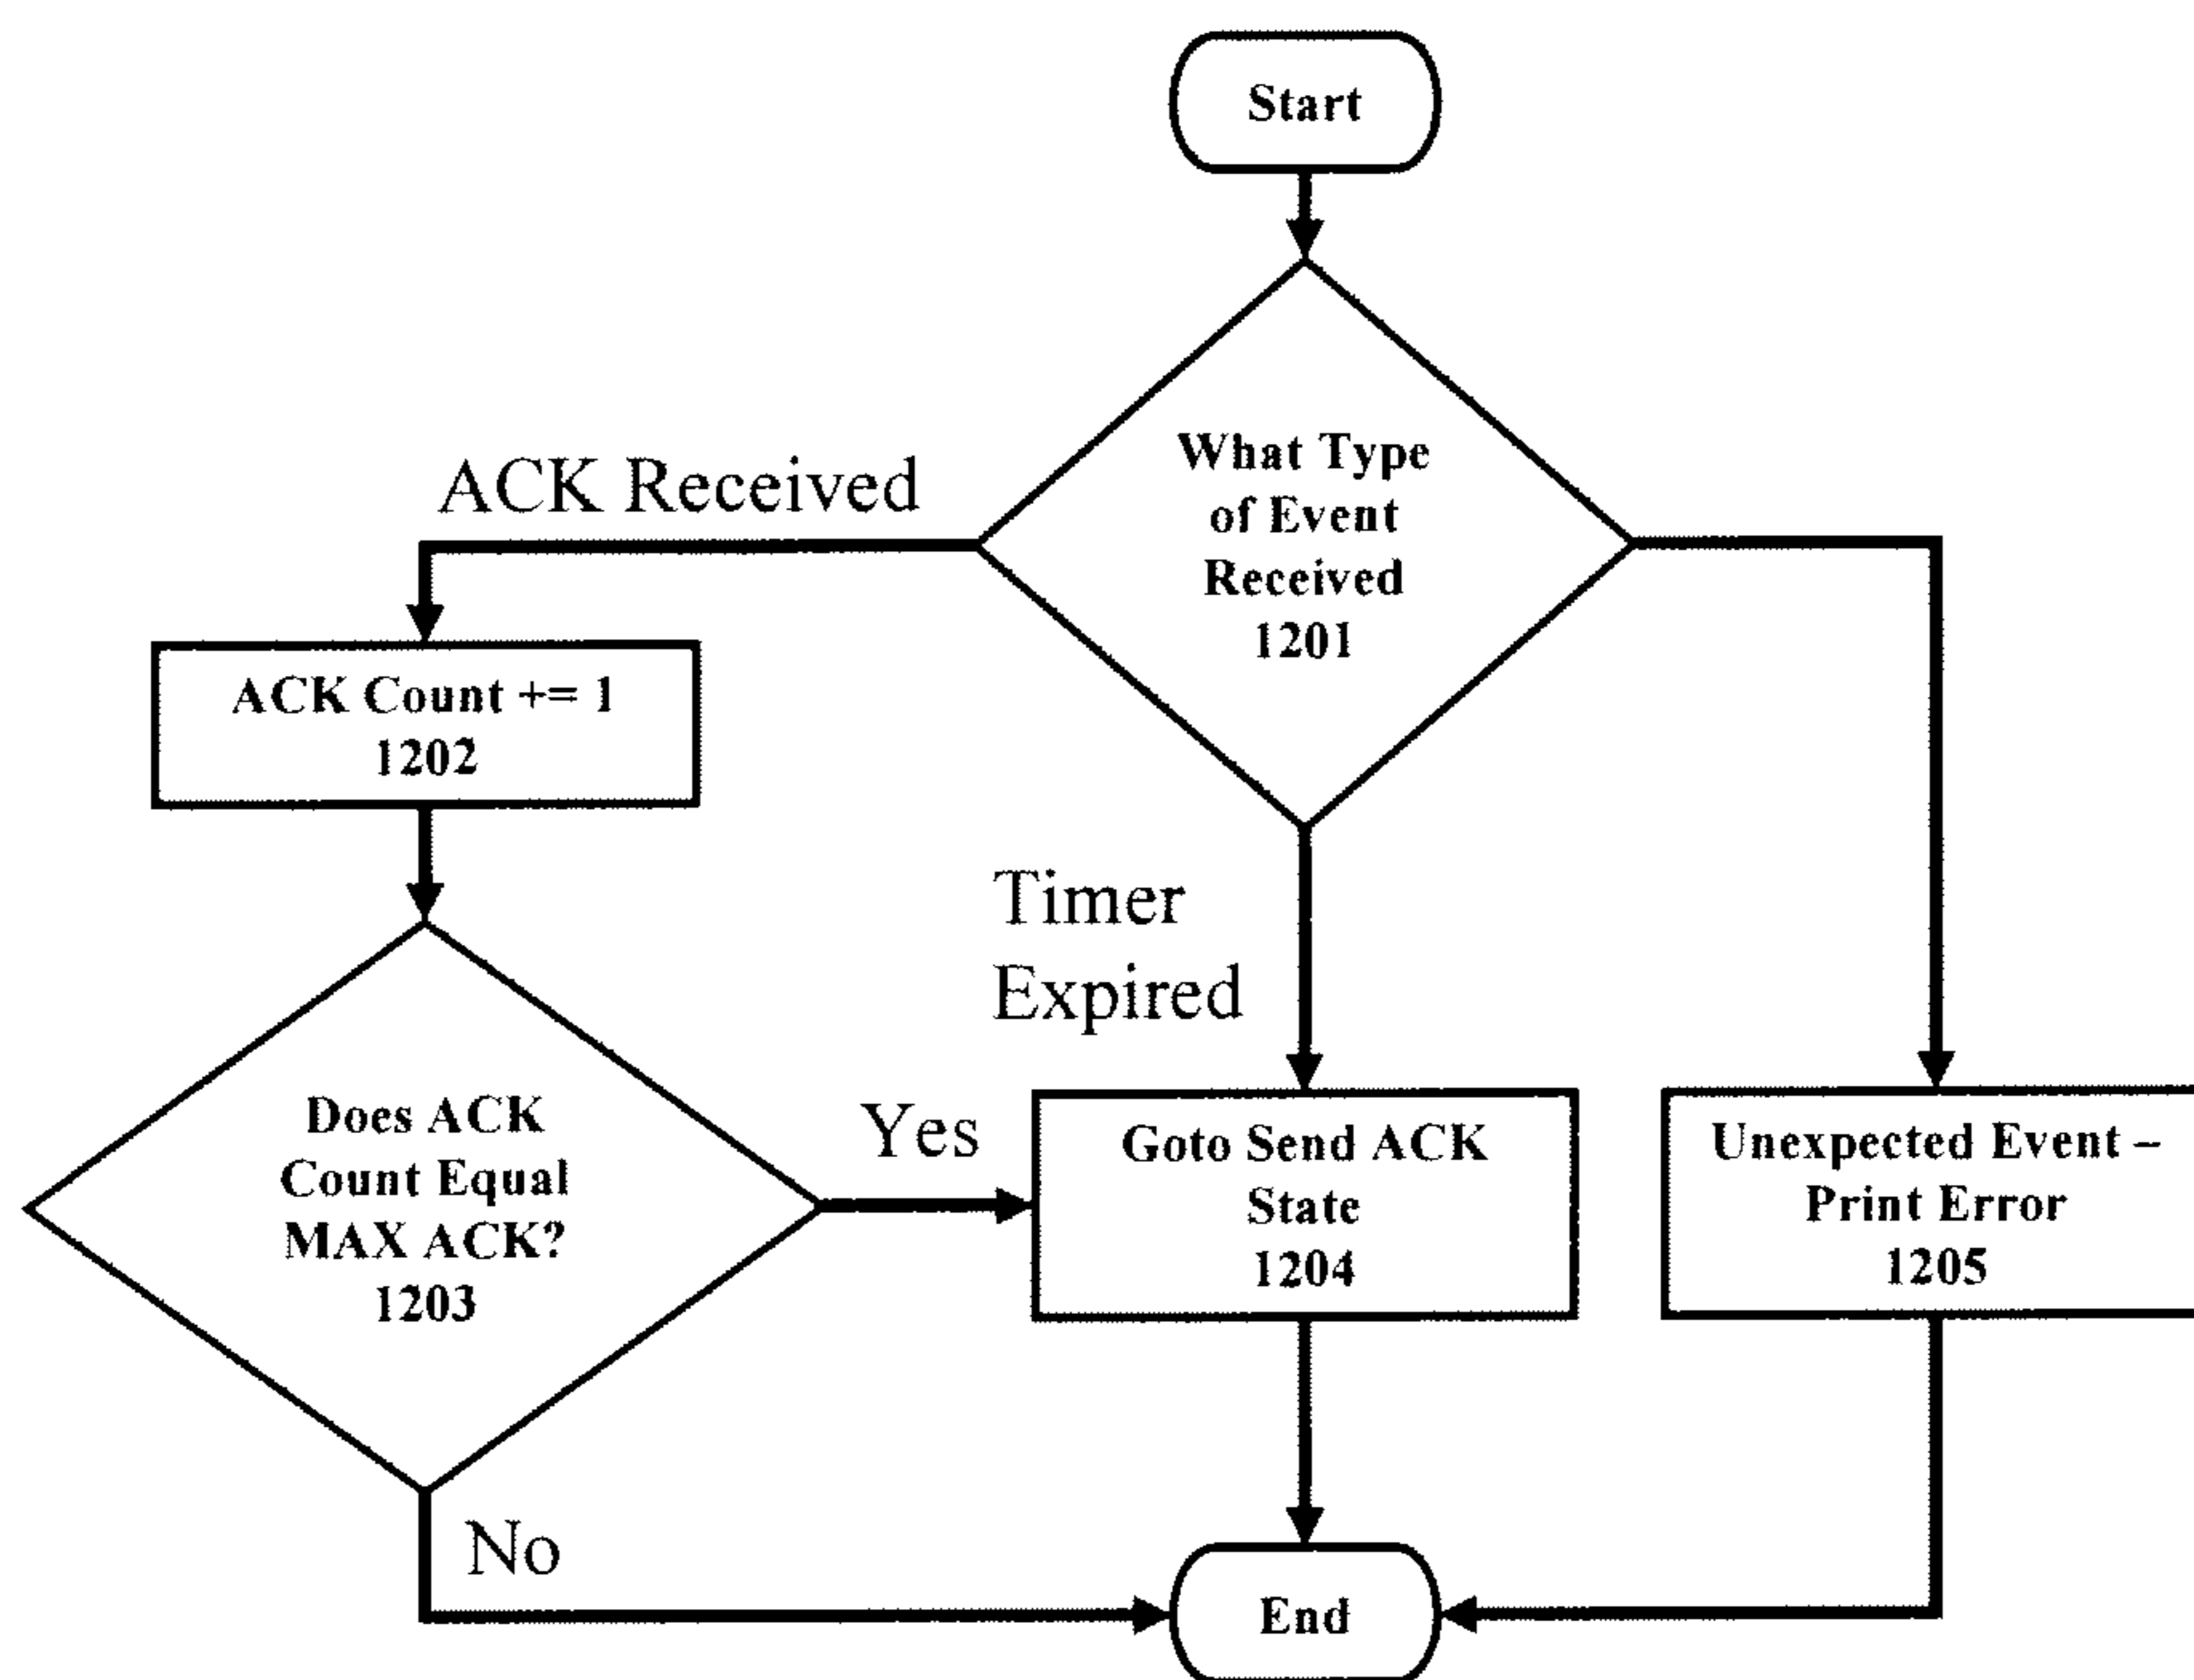 Start
What Type
of Event
Received
1201
ACK Received
ACK Count += 1
1202
Timer
Expired
Does ACK
Count Equal
MAX ACK?
1203
Yes
Goto Send ACK
State
1204
Unexpected Event –
Print Error
1205
No
End